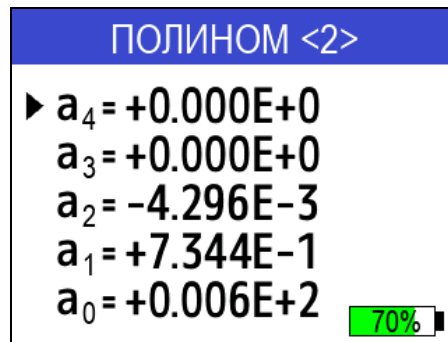 ПОЛИНОМ <2>
a₄= +0.000E+0
a₃= +0.000E+0
a₂= −4.296E−3
a₁= +7.344E−1
a₀= +0.006E+2
70%